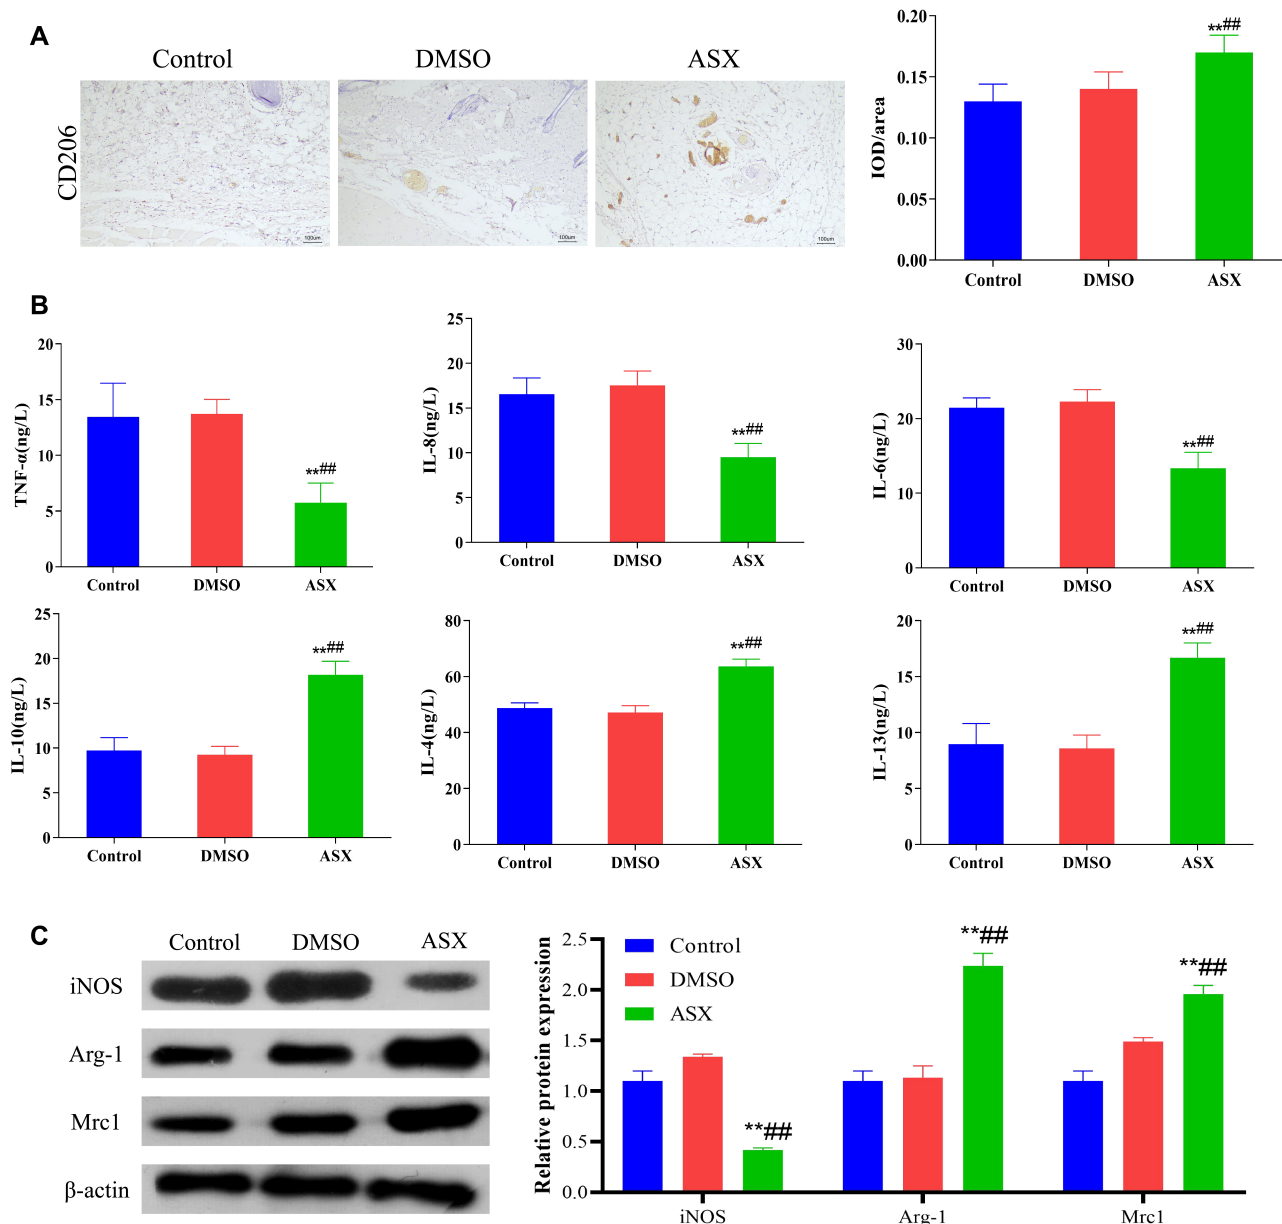 A
Control
DMSO
ASX
CD206
100um
100um
100um
IOD/area
0.20
0.15
0.10
0.05
0.00
**##
Control
DMSO
ASX
B
TNF-α(ng/L)
20
15
10
5
0
**##
Control
DMSO
ASX
IL-8(ng/L)
25
20
15
10
5
0
**##
Control
DMSO
ASX
IL-6(ng/L)
30
20
10
0
**##
Control
DMSO
ASX
IL-10(ng/L)
25
20
15
10
5
0
**##
Control
DMSO
ASX
IL-4(ng/L)
80
60
40
20
0
**##
Control
DMSO
ASX
IL-13(ng/L)
20
15
10
5
0
**##
Control
DMSO
ASX
C
Control
DMSO
ASX
iNOS
Arg-1
Mrc1
β-actin
Relative protein expression
2.5
2.0
1.5
1.0
0.5
0.0
Control
DMSO
ASX
**##
**##
**##
iNOS
Arg-1
Mrc1